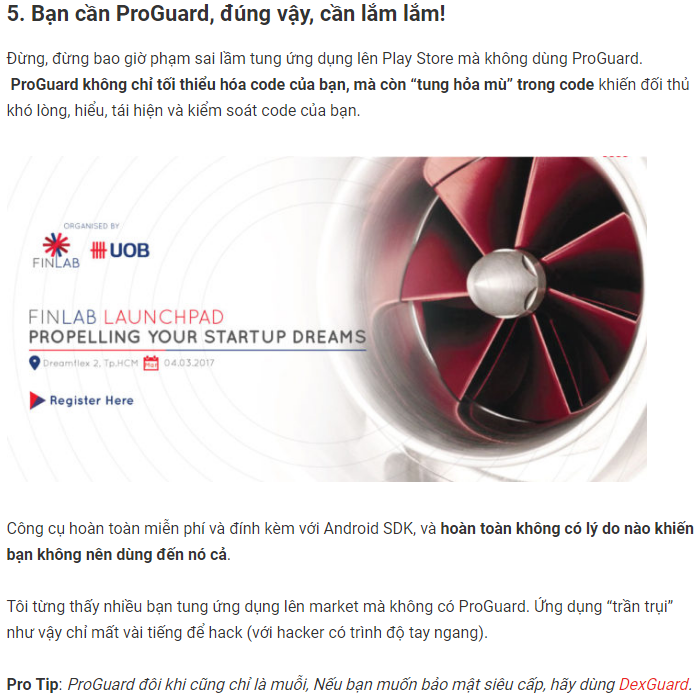 5. Bạn cần ProGuard, đúng vậy, cần lắm lắm!
Đừng, đừng bao giờ phạm sai lầm tung ứng dụng lên Play Store mà không dùng ProGuard.
ProGuard không chỉ tối thiểu hóa code của bạn, mà còn “tung hỏa mù” trong code khiến đối thủ
khó lòng, hiểu, tái hiện và kiểm soát code của bạn.
ORGANISED BY
FINLAB UOB
FINLAB LAUNCHPAD
PROPELLING YOUR STARTUP DREAMS
Dreamflex 2, Tp.HCM Mar 04.03.2017
Register Here
Công cụ hoàn toàn miễn phí và đính kèm với Android SDK, và hoàn toàn không có lý do nào khiến
bạn không nên dùng đến nó cả.
Tôi từng thấy nhiều bạn tung ứng dụng lên market mà không có ProGuard. Ứng dụng “trần trụi”
như vậy chỉ mất vài tiếng để hack (với hacker có trình độ tay ngang).
Pro Tip: ProGuard đôi khi cũng chỉ là muỗi, Nếu bạn muốn bảo mật siêu cấp, hãy dùng DexGuard.